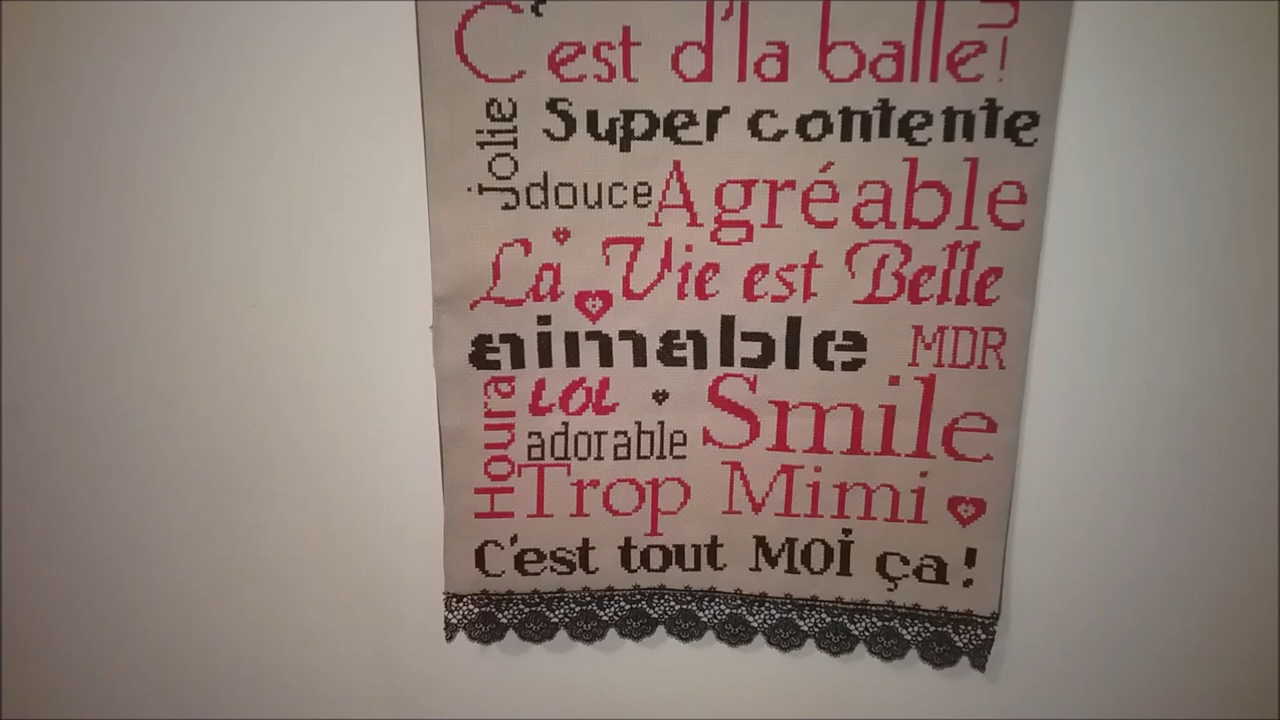 C'est d'la balle!
Jolie
Super contente
douce
Agréable
La Vie est Belle
aimable
MDR
Houra
LOL
Smile
adorable
Trop Mimi
C'est tout MOi ça!